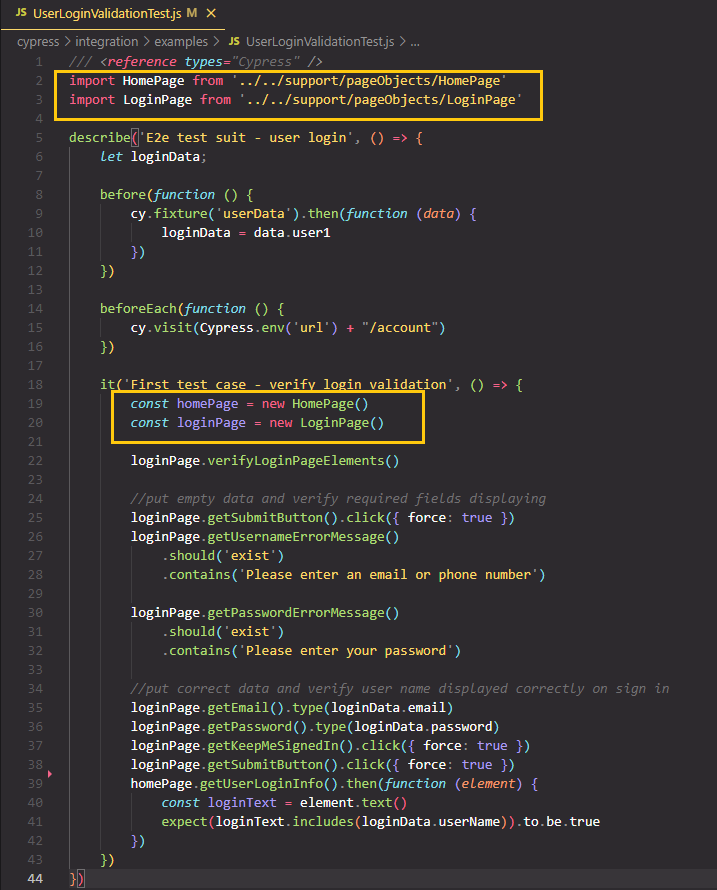 JS UserLoginValidationTest.js M ×
cypress > integration > examples > JS UserLoginValidationTest.js > ...
1 /// <reference types="Cypress" />
2 import HomePage from '../../support/pageObjects/HomePage'
3 import LoginPage from '../../support/pageObjects/LoginPage'
4
5 describe('E2e test suit - user login', () => {
6     let loginData;
7
8     before(function () {
9         cy.fixture('userData').then(function (data) {
10             loginData = data.user1
11         })
12     })
13
14     beforeEach(function () {
15         cy.visit(Cypress.env('url') + "/account")
16     })
17
18     it('First test case - verify login validation', () => {
19         const homePage = new HomePage()
20         const loginPage = new LoginPage()
21
22         loginPage.verifyLoginPageElements()
23
24         //put empty data and verify required fields displaying
25         loginPage.getSubmitButton().click({ force: true })
26         loginPage.getUsernameErrorMessage()
27             .should('exist')
28             .contains('Please enter an email or phone number')
29
30         loginPage.getPasswordErrorMessage()
31             .should('exist')
32             .contains('Please enter your password')
33
34         //put correct data and verify user name displayed correctly on sign in
35         loginPage.getEmail().type(loginData.email)
36         loginPage.getPassword().type(loginData.password)
37         loginPage.getKeepMeSignedIn().click({ force: true })
38         loginPage.getSubmitButton().click({ force: true })
39         homePage.getUserLoginInfo().then(function (element) {
40             const loginText = element.text()
41             expect(loginText.includes(loginData.userName)).to.be.true
42         })
43     })
44 })